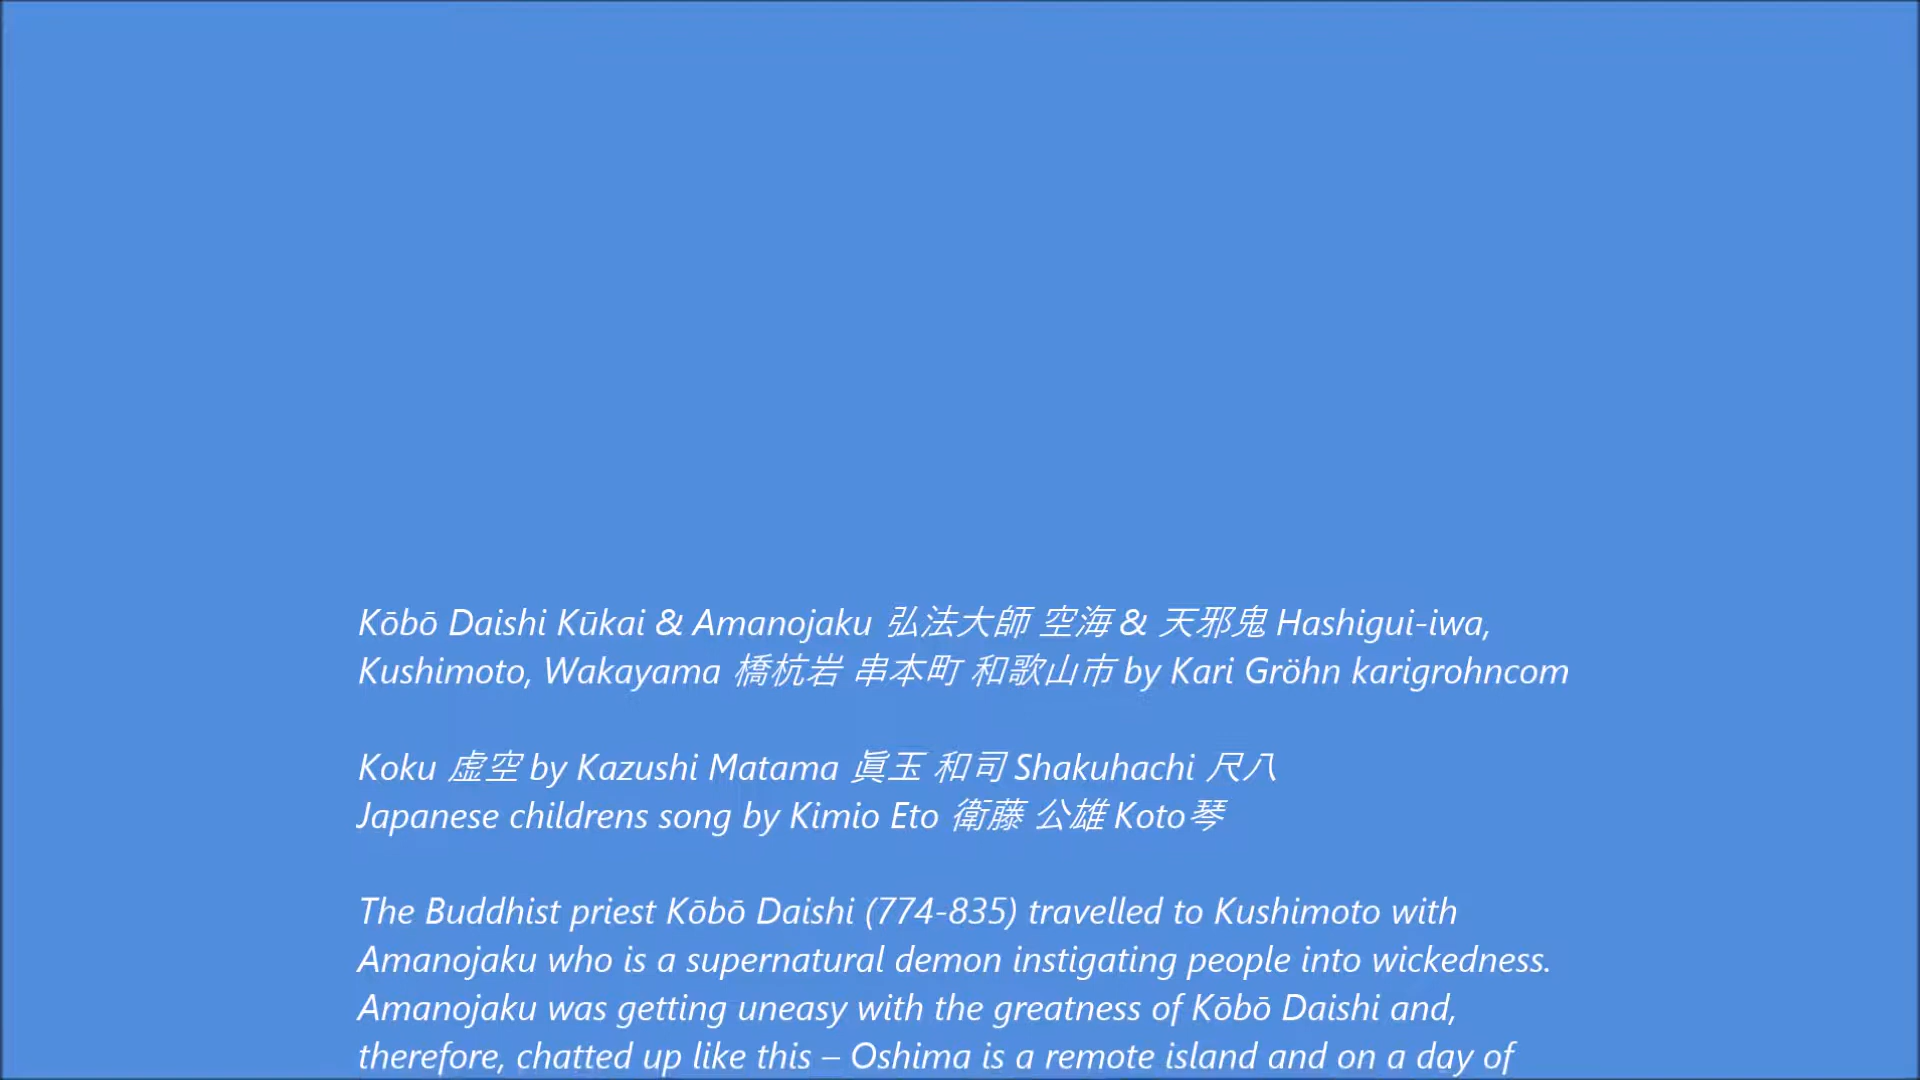 Kōbō Daishi Kūkai & Amanojaku 弘法大師 空海 & 天邪鬼 Hashigui-iwa,
Kushimoto, Wakayama 橋杭岩 串本町 和歌山市 by Kari Gröhn karigrohncom
Koku 虚空 by Kazushi Matama 眞玉 和司 Shakuhachi 尺八
Japanese childrens song by Kimio Eto 衛藤 公雄 Koto琴
The Buddhist priest Kōbō Daishi (774-835) travelled to Kushimoto with
Amanojaku who is a supernatural demon instigating people into wickedness.
Amanojaku was getting uneasy with the greatness of Kōbō Daishi and,
therefore, chatted up like this – Oshima is a remote island and on a day of